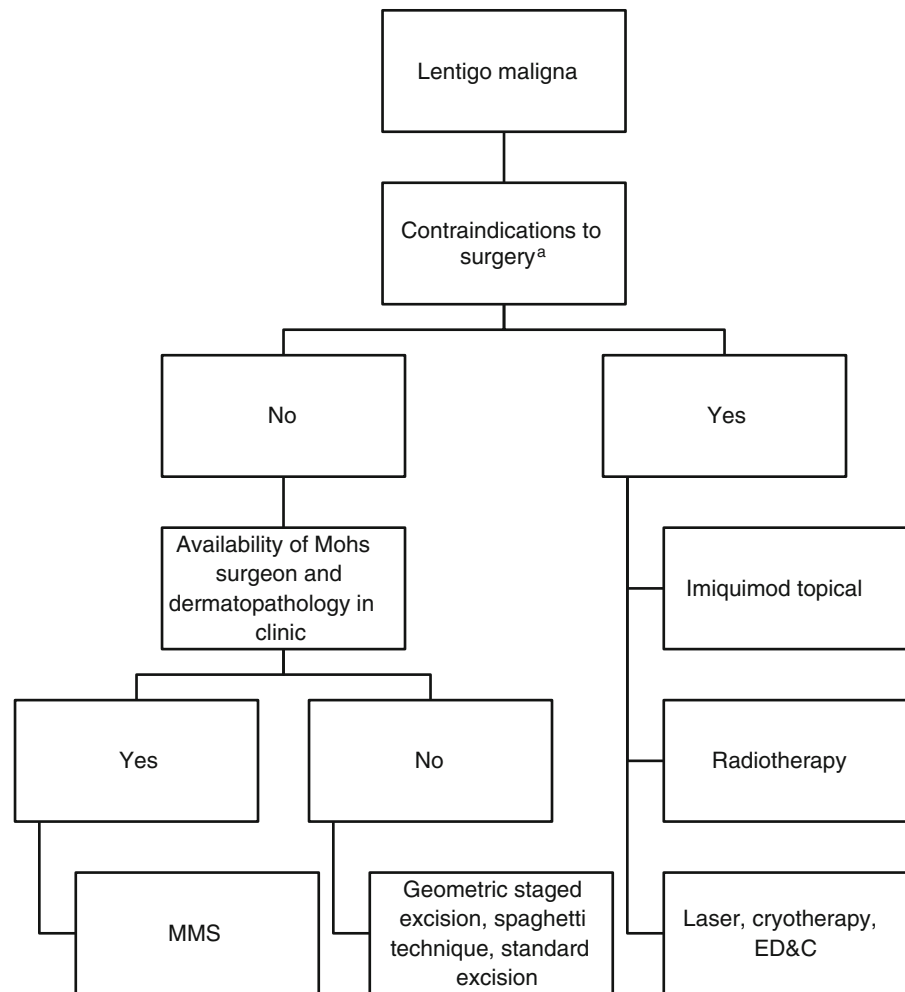 Lentigo maligna
Contraindications to
surgeryᵃ
No
Yes
Availability of Mohs
surgeon and
dermatopathology in
clinic
Imiquimod topical
Yes
No
Radiotherapy
MMS
Geometric staged
excision, spaghetti
technique, standard
excision
Laser, cryotherapy,
ED&C